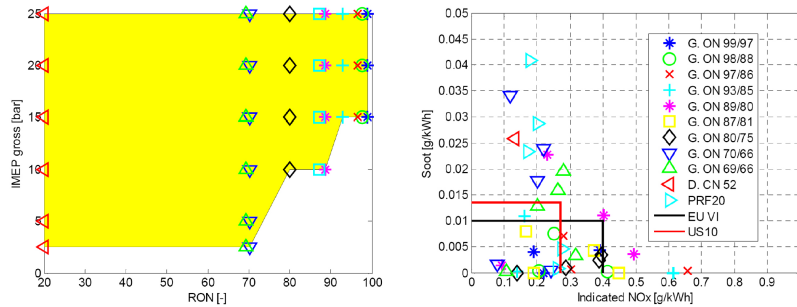 25
20
15
10
5
IMEP gross [bar]
20 30 40 50 60 70 80 90 100
RON [-]
0.05
0.045
0.04
0.035
0.03
0.025
0.02
0.015
0.01
0.005
0
Soot [g/kWh]
G. ON 99/97
G. ON 98/88
G. ON 97/86
G. ON 93/85
G. ON 89/80
G. ON 87/81
G. ON 80/75
G. ON 70/66
G. ON 69/66
D. CN 52
PRF20
EU VI
US10
0 0.1 0.2 0.3 0.4 0.5 0.6 0.7 0.8 0.9 1
Indicated NOx [g/kWh]